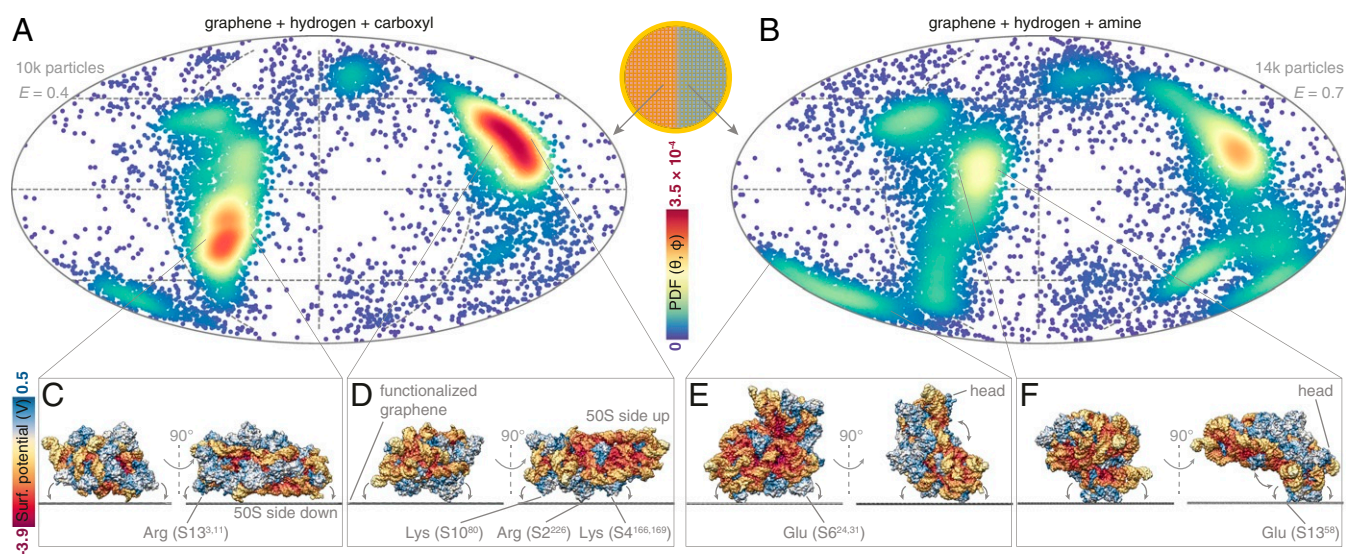 A
graphene + hydrogen + carboxyl
10k particles
E = 0.4
B
graphene + hydrogen + amine
14k particles
E = 0.7
0 PDF (θ, ϕ) 3.5 × 10⁻⁴
-3.9 Surf. potential (V) 0.5
C
90°
50S side down
Arg (S13³,¹¹)
D
functionalized
graphene
90°
50S side up
Lys (S10⁸⁰) Arg (S2²²⁶) Lys (S4¹⁶⁶,¹⁶⁹)
E
90°
head
Glu (S6²⁴,³¹)
F
90°
head
Glu (S13⁵⁸)